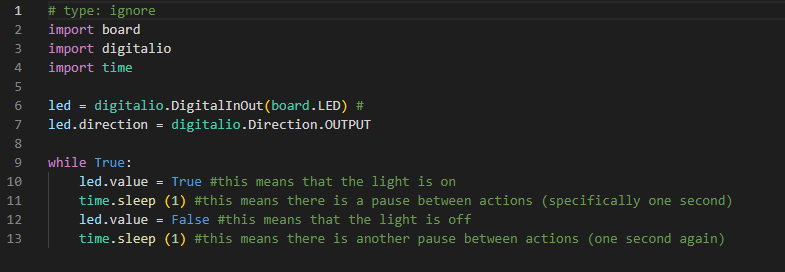 1 # type: ignore
2 import board
3 import digitalio
4 import time
5
6 led = digitalio.DigitalInOut(board.LED) #
7 led.direction = digitalio.Direction.OUTPUT
8
9 while True:
10     led.value = True #this means that the light is on
11     time.sleep (1) #this means there is a pause between actions (specifically one second)
12     led.value = False #this means that the light is off
13     time.sleep (1) #this means there is another pause between actions (one second again)